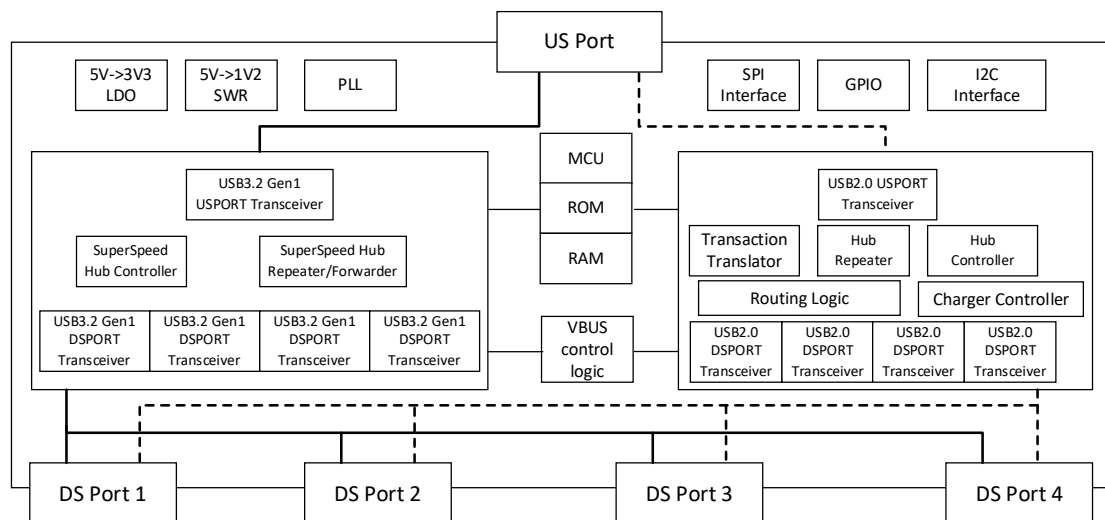 US Port
5V->3V3
LDO
5V->1V2
SWR
PLL
SPI
Interface
GPIO
I2C
Interface
USB3.2 Gen1
USPORT Transceiver
SuperSpeed
Hub Controller
SuperSpeed Hub
Repeater/Forwarder
USB3.2 Gen1
DSPORT
Transceiver
USB3.2 Gen1
DSPORT
Transceiver
USB3.2 Gen1
DSPORT
Transceiver
USB3.2 Gen1
DSPORT
Transceiver
MCU
ROM
RAM
VBUS
control
logic
USB2.0 USPORT
Transceiver
Transaction
Translator
Hub
Repeater
Hub
Controller
Routing Logic
Charger Controller
USB2.0
DSPORT
Transceiver
USB2.0
DSPORT
Transceiver
USB2.0
DSPORT
Transceiver
USB2.0
DSPORT
Transceiver
DS Port 1
DS Port 2
DS Port 3
DS Port 4